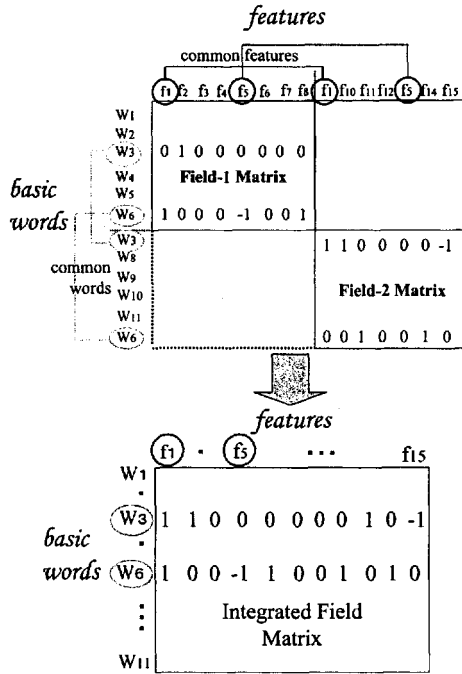 features
common features
f1 f2 f3 f4 f5 f6 f7 f8 f1 f10 f11 f12 f5 f14 f15
W1
W2
W3 0 1 0 0 0 0 0 0
W4 Field-1 Matrix
W5
basic words
W6 1 0 0 0 -1 0 0 1
W3 1 1 0 0 0 0 -1
W8
common words
W9
W10 Field-2 Matrix
W11
W6 0 0 1 0 0 1 0
features
f1 . f5 ... f15
W1
.
W3 1 1 0 0 0 0 0 0 0 1 0 -1
.
basic words
W6 1 0 0 -1 1 0 0 1 0 1 0
Integrated Field
Matrix
W11